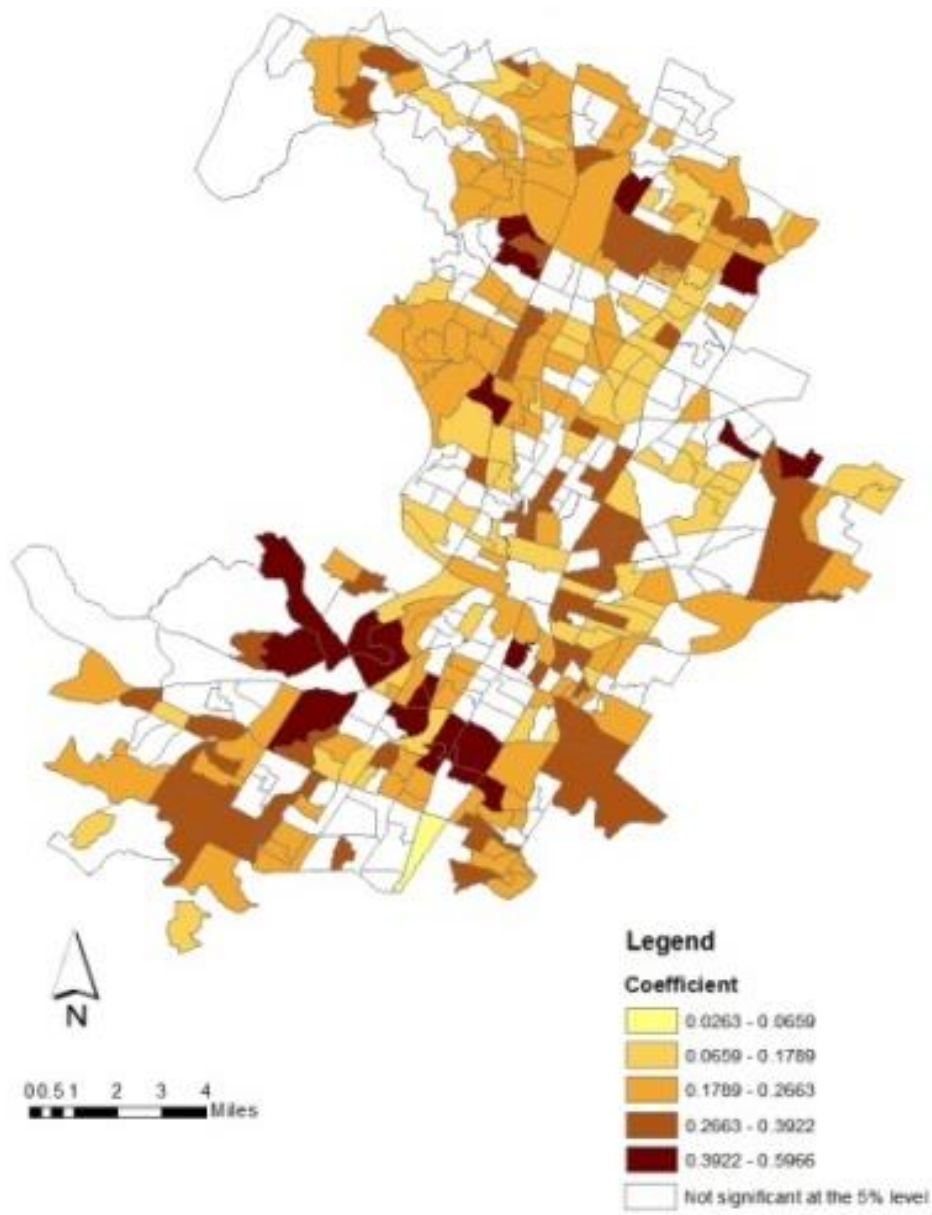 Legend
Coefficient
0.0263 - 0.0659
0.0659 - 0.1789
0.1789 - 0.2663
0.2663 - 0.3922
0.3922 - 0.5966
Not significant at the 5% level
N
0 0.5 1 2 3 4
Miles